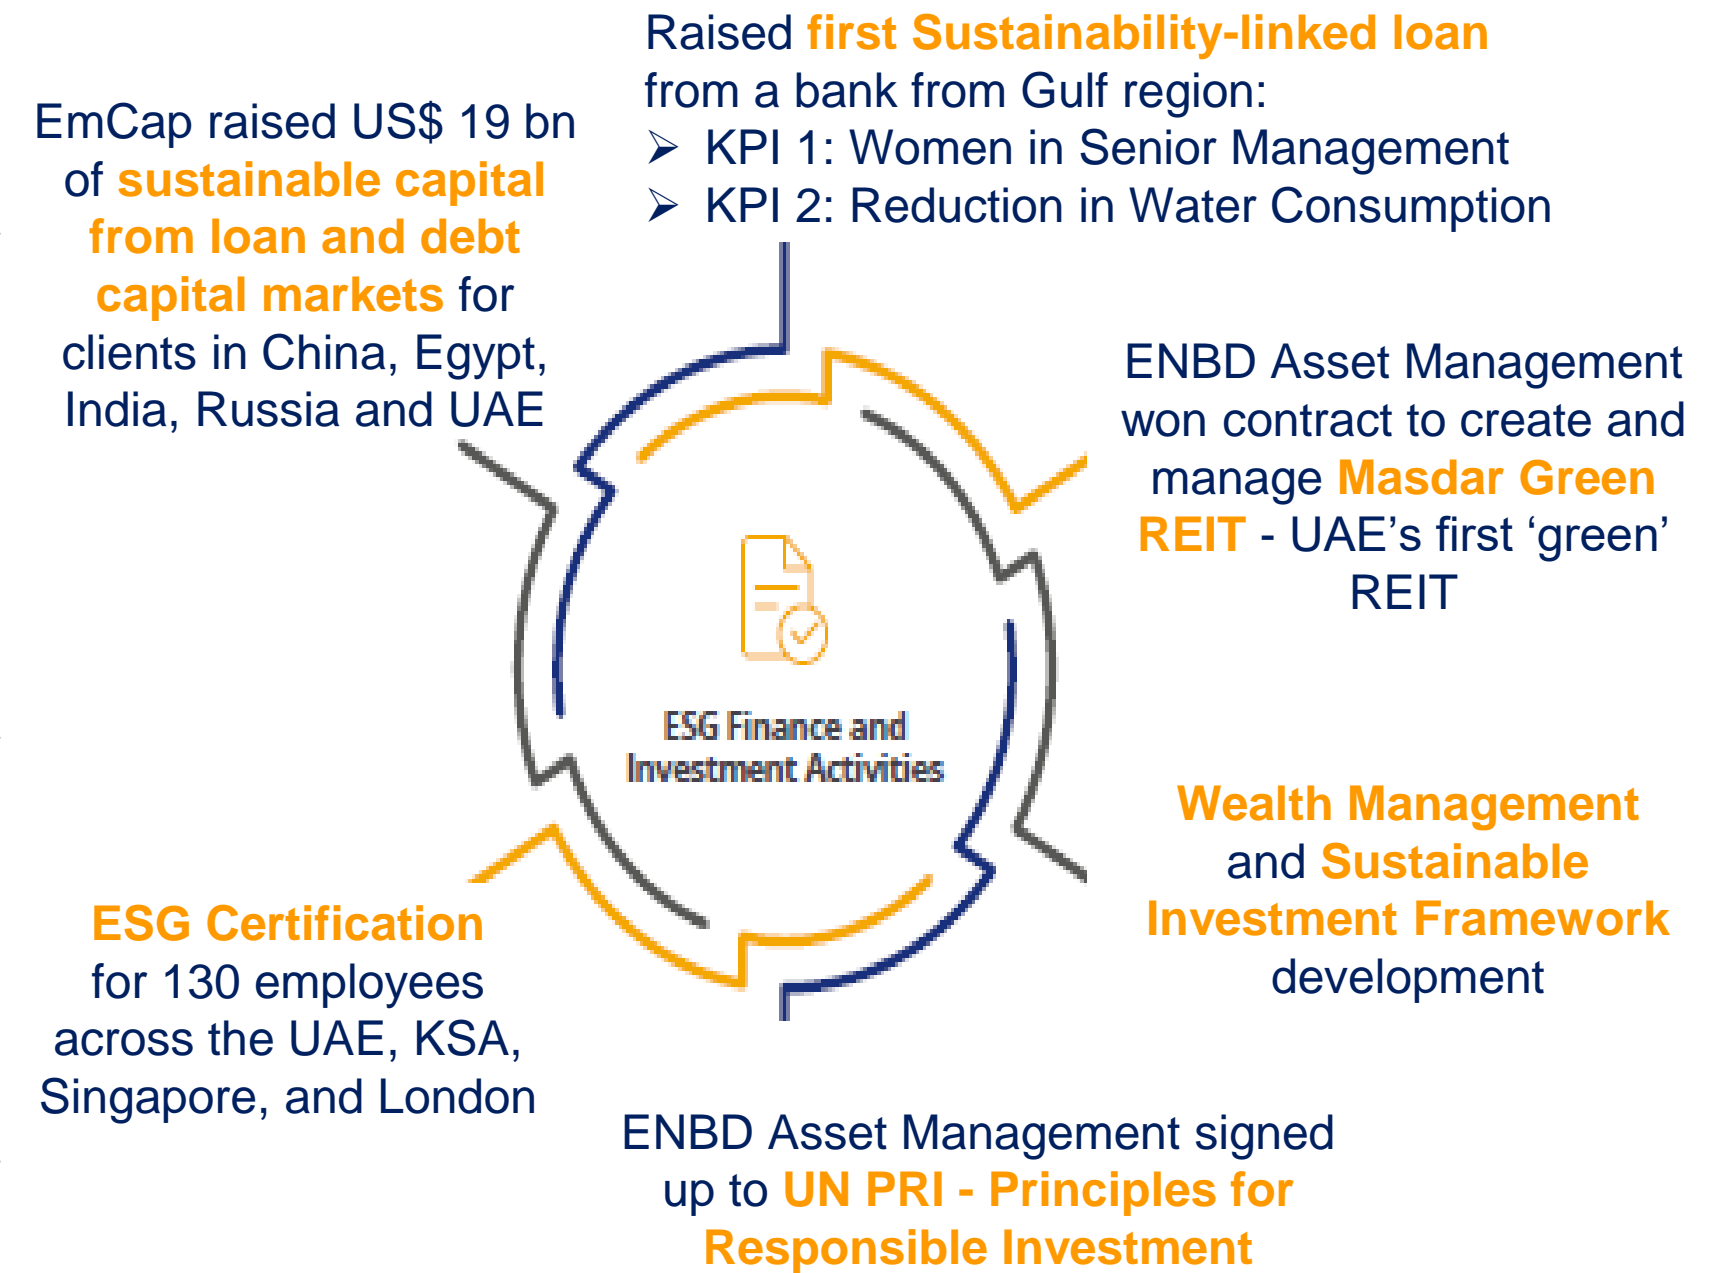 Raised first Sustainability-linked loan
from a bank from Gulf region:
➢ KPI 1: Women in Senior Management
➢ KPI 2: Reduction in Water Consumption
EmCap raised US$ 19 bn
of sustainable capital
from loan and debt
capital markets for
clients in China, Egypt,
India, Russia and UAE
ENBD Asset Management
won contract to create and
manage Masdar Green
REIT - UAE’s first ‘green’
REIT
ESG Finance and
Investment Activities
Wealth Management
and Sustainable
Investment Framework
development
ESG Certification
for 130 employees
across the UAE, KSA,
Singapore, and London
ENBD Asset Management signed
up to UN PRI - Principles for
Responsible Investment